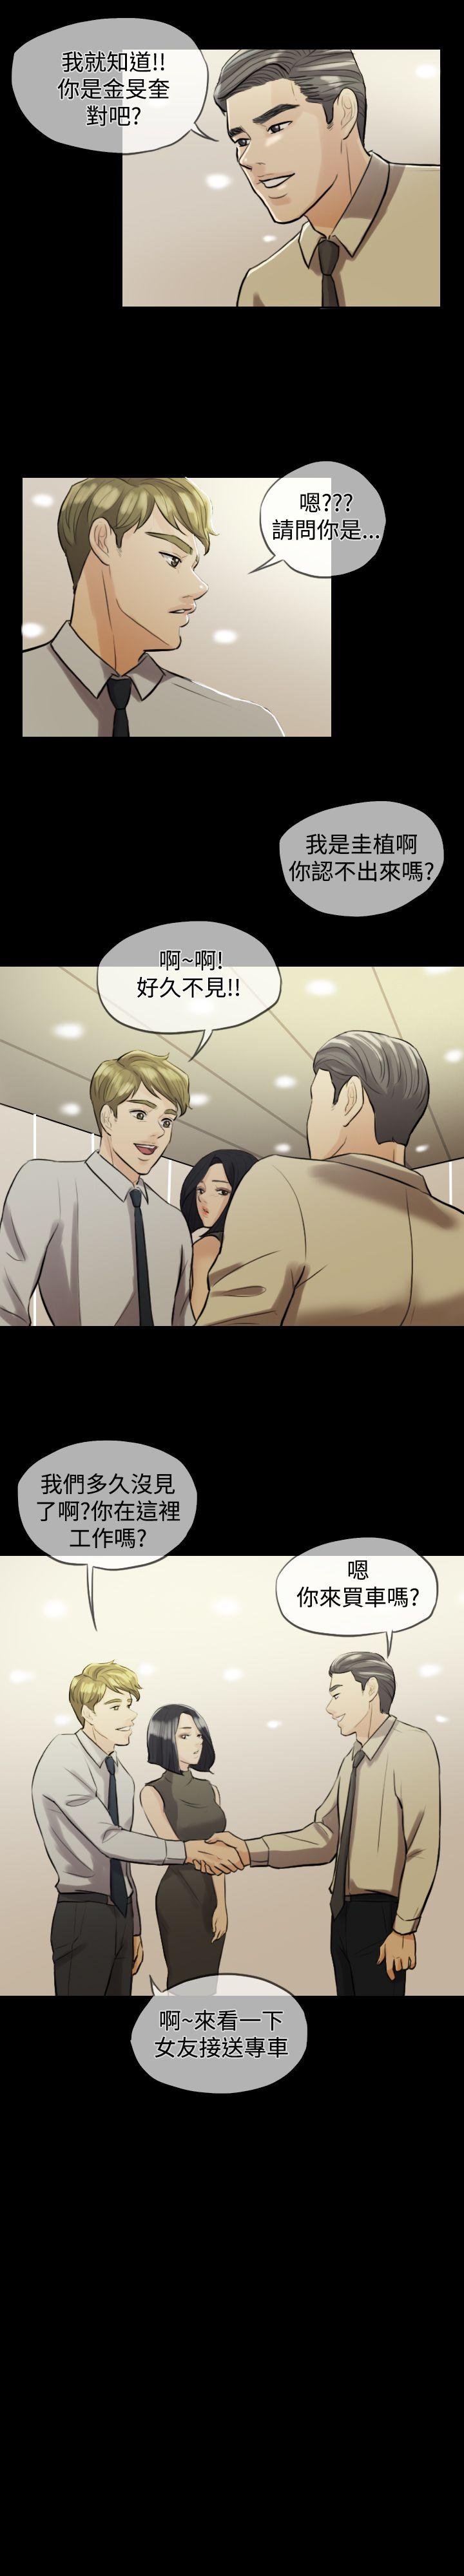 我就知道!!
你是金旻奎
對吧?
嗯???
請問你是...
我是圭植啊
你認不出來嗎?
啊~啊!
好久不見!!
我們多久沒見
了啊?你在這裡
工作嗎?
嗯
你來買車嗎?
啊~來看一下
女友接送專車